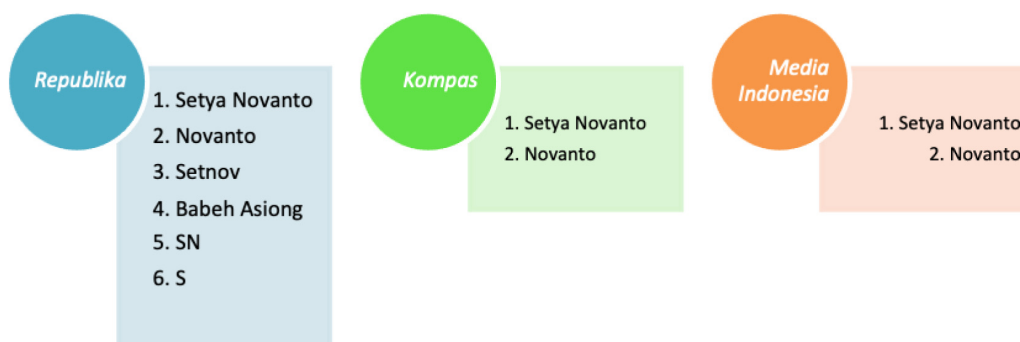 Republika
1. Setya Novanto
2. Novanto
3. Setnov
4. Babeh Asiong
5. SN
6. S
Kompas
1. Setya Novanto
2. Novanto
Media
Indonesia
1. Setya Novanto
2. Novanto